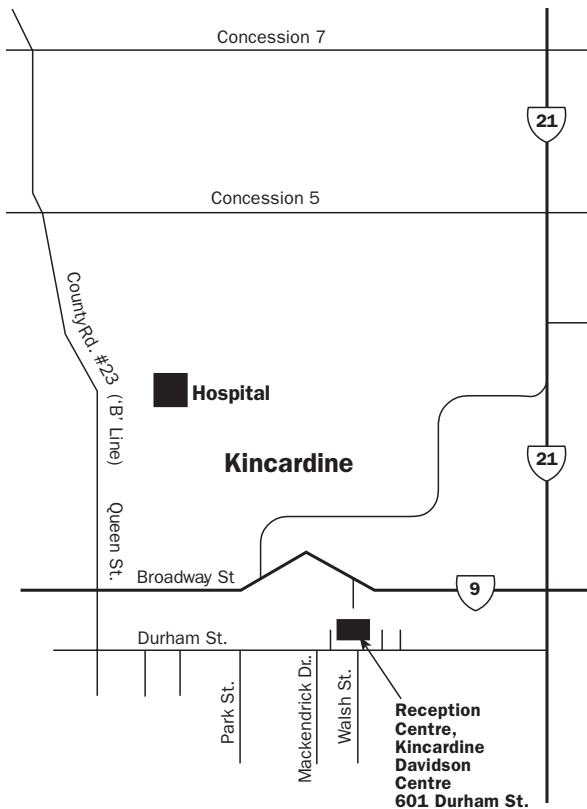 Concession 7
21
Concession 5
CountyRd. #23 ('B' Line)
Hospital
Kincardine
21
Queen St.
Broadway St
9
Durham St.
Park St.
Mackendrick Dr..
Walsh St.
Reception
Centre,
Kincardine
Davidson
Centre
601 Durham St.